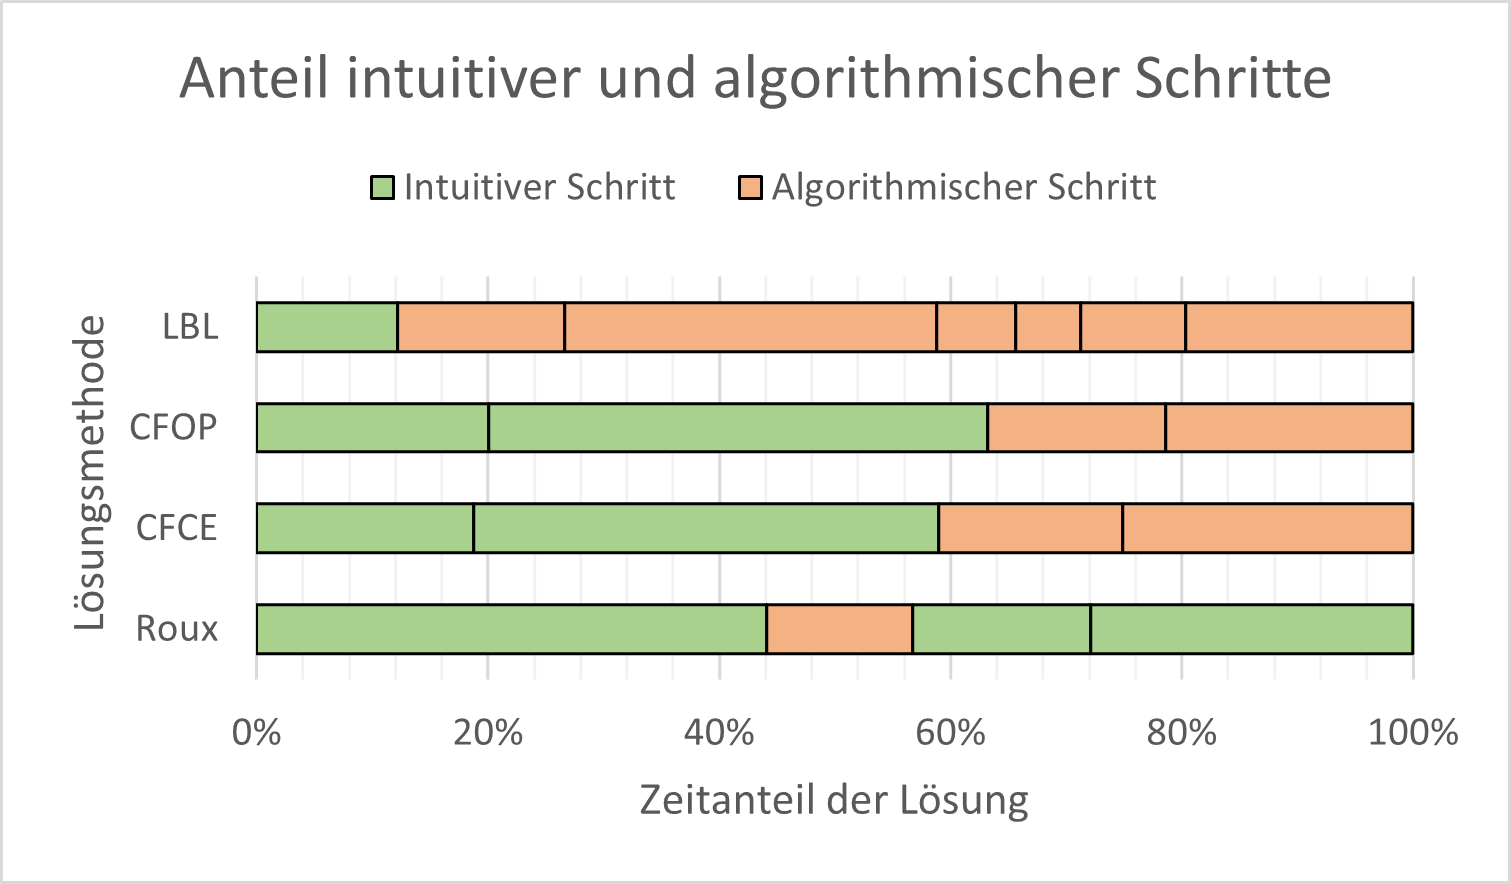 Anteil intuitiver und algorithmischer Schritte
Intuitiver Schritt
Algorithmischer Schritt
Lösungsmethode
LBL
CFOP
CFCE
Roux
0% 20% 40% 60% 80% 100%
Zeitanteil der Lösung